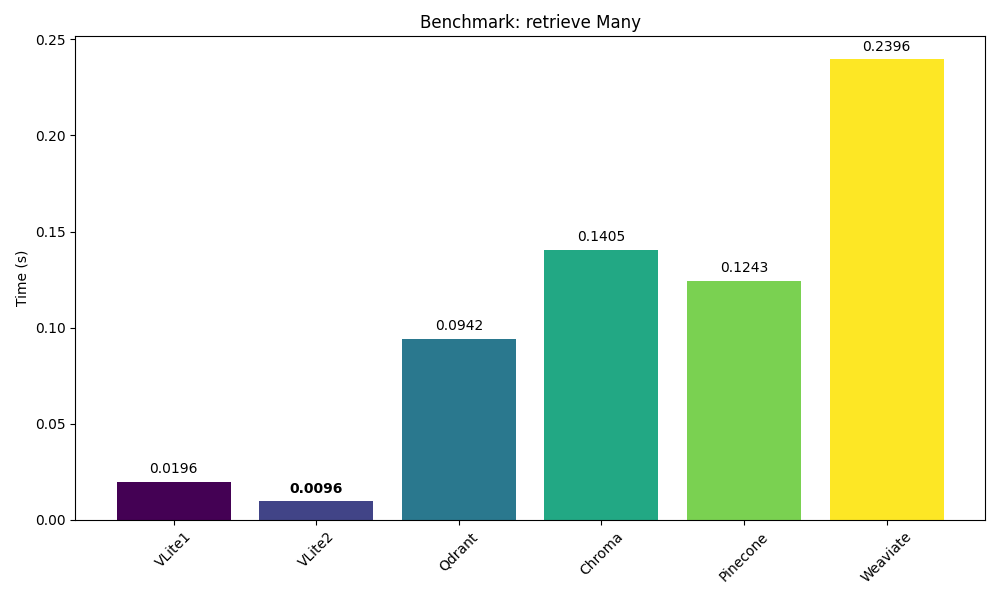 Benchmark: retrieve Many
Time (s)
0.25
0.20
0.15
0.10
0.05
0.00
0.0196
0.0096
0.0942
0.1405
0.1243
0.2396
VLite1
VLite2
Qdrant
Chroma
Pinecone
Weaviate